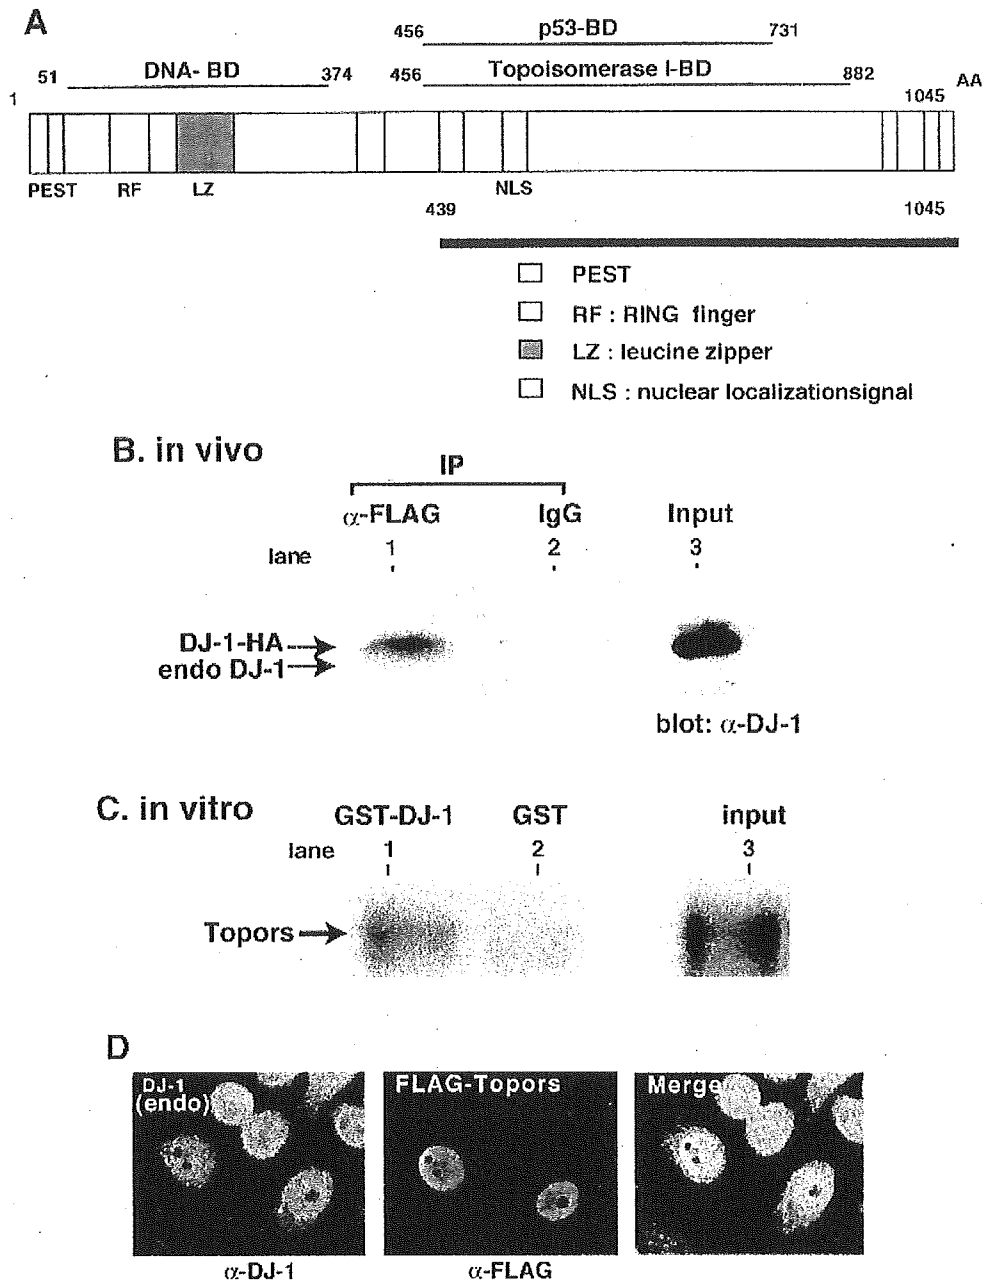 A
456 p53-BD 731
51 DNA- BD 374 456 Topoisomerase I-BD 882 AA
1 1045
PEST RF LZ NLS
439 1045
PEST
RF : RING finger
LZ : leucine zipper
NLS : nuclear localizationsignal
B. in vivo
IP
α-FLAG IgG Input
lane 1 2 3
DJ-1-HA
endo DJ-1
blot: α-DJ-1
C. in vitro
GST-DJ-1 GST input
lane 1 2 3
Topors
D
DJ-1 (endo) FLAG-Topors Merge
α-DJ-1 α-FLAG